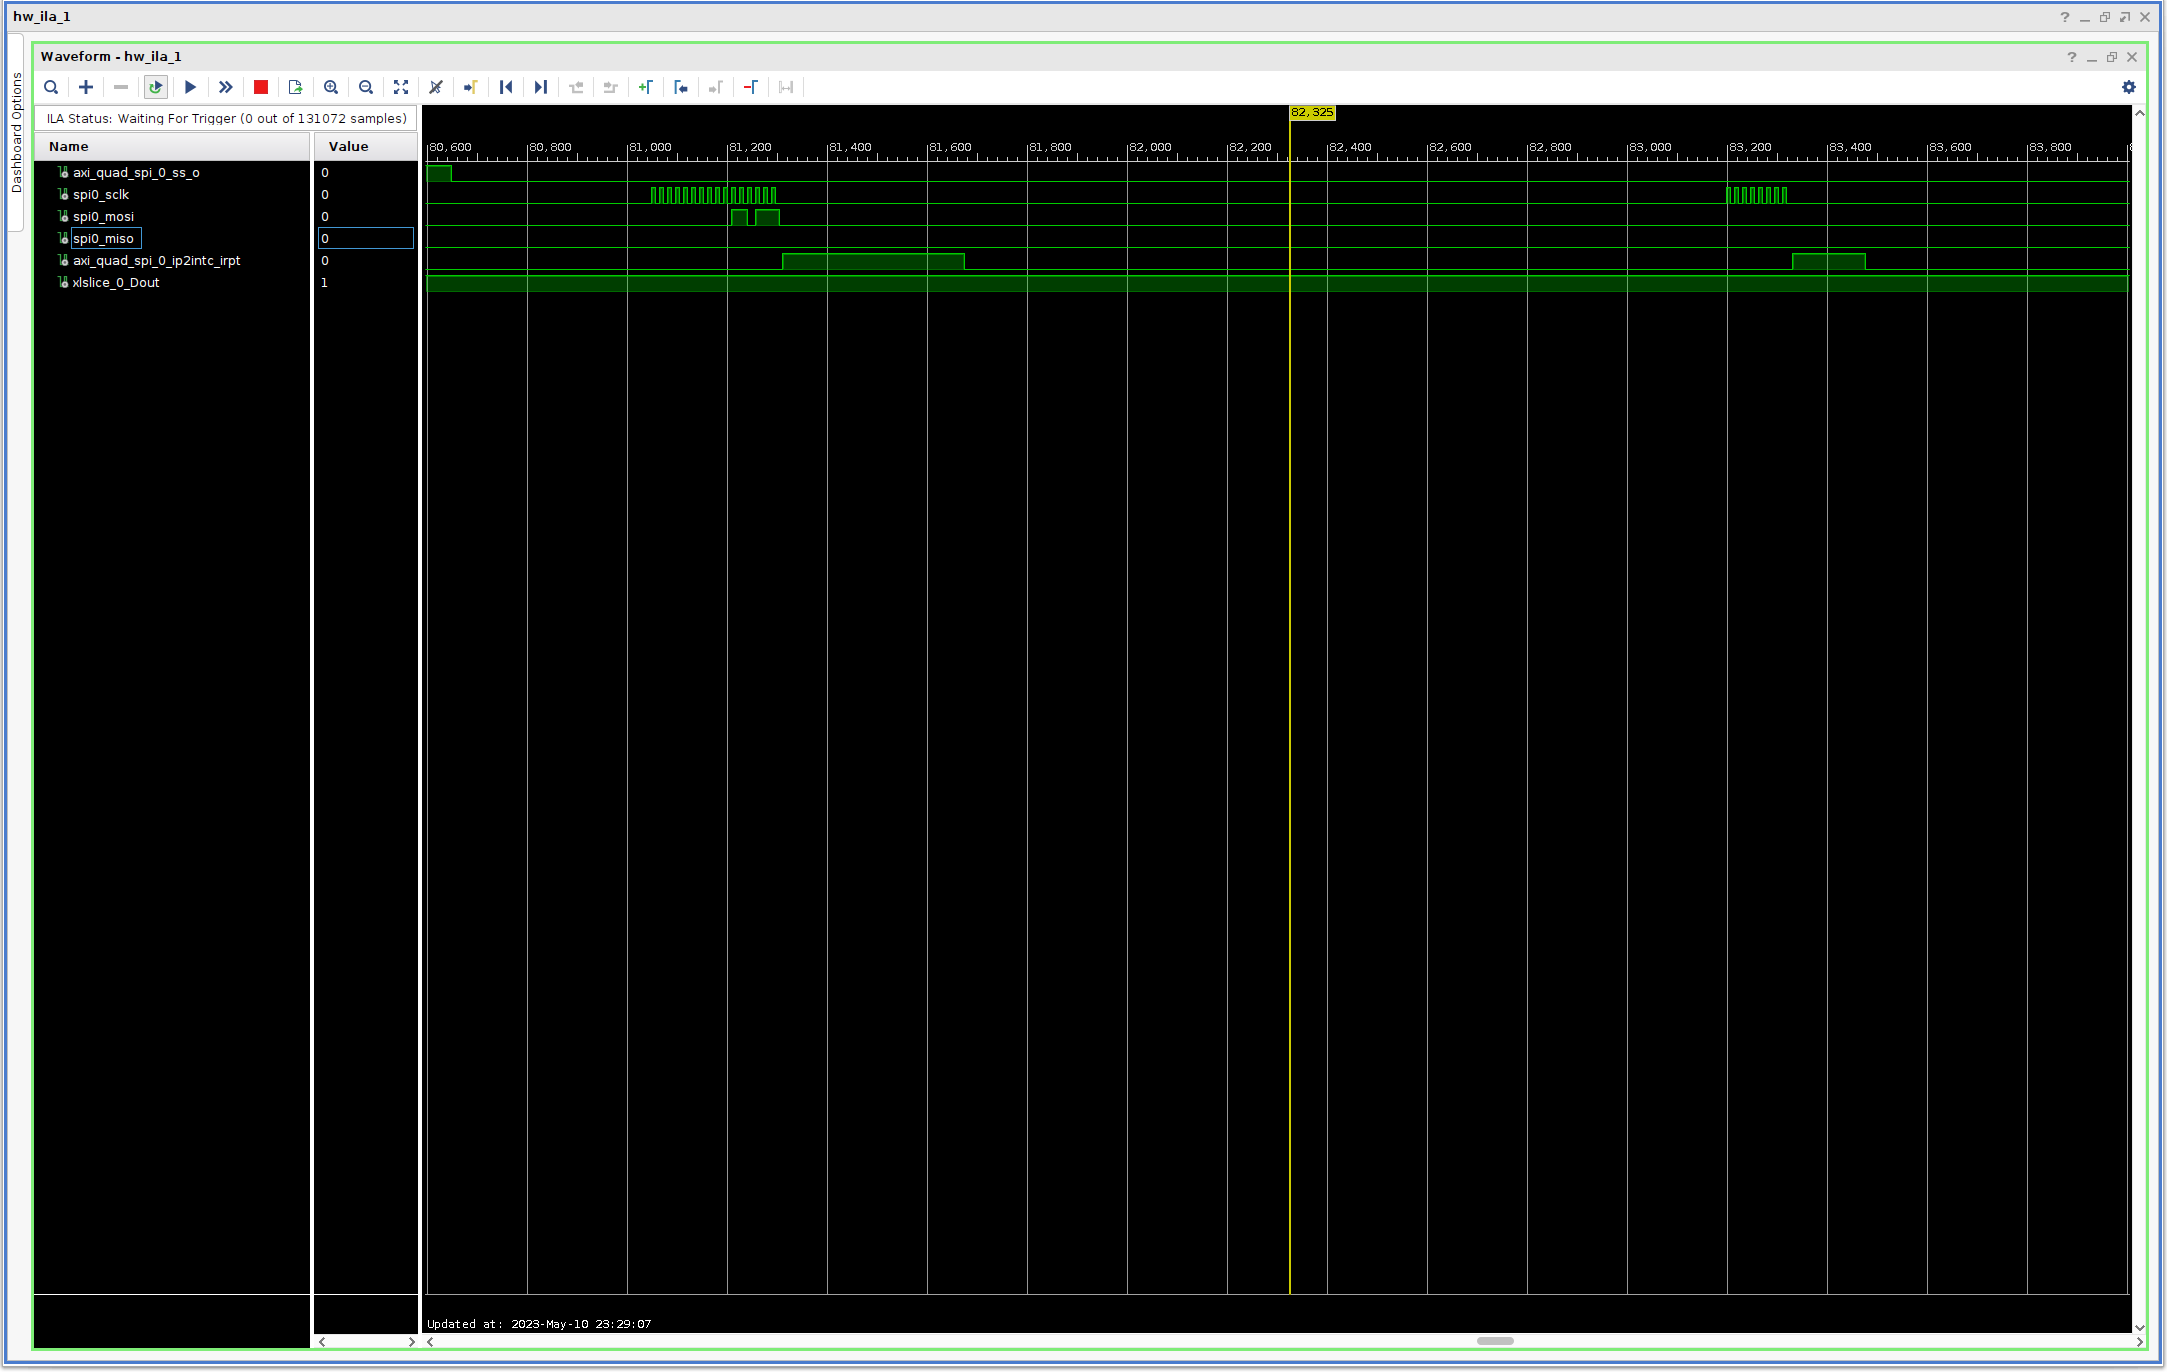 hw_ila_1
Dashboard Options
Waveform - hw_ila_1
ILA Status: Waiting For Trigger (0 out of 131072 samples)
Name Value
82,325
80,600 80,800 81,000 81,200 81,400 81,600 81,800 82,000 82,200 82,400 82,600 82,800 83,000 83,200 83,400 83,600 83,800
axi_quad_spi_0_ss_o 0
spi0_sclk 0
spi0_mosi 0
spi0_miso 0
axi_quad_spi_0_ip2intc_irpt 0
xlslice_0_Dout 1
Updated at: 2023-May-10 23:29:07